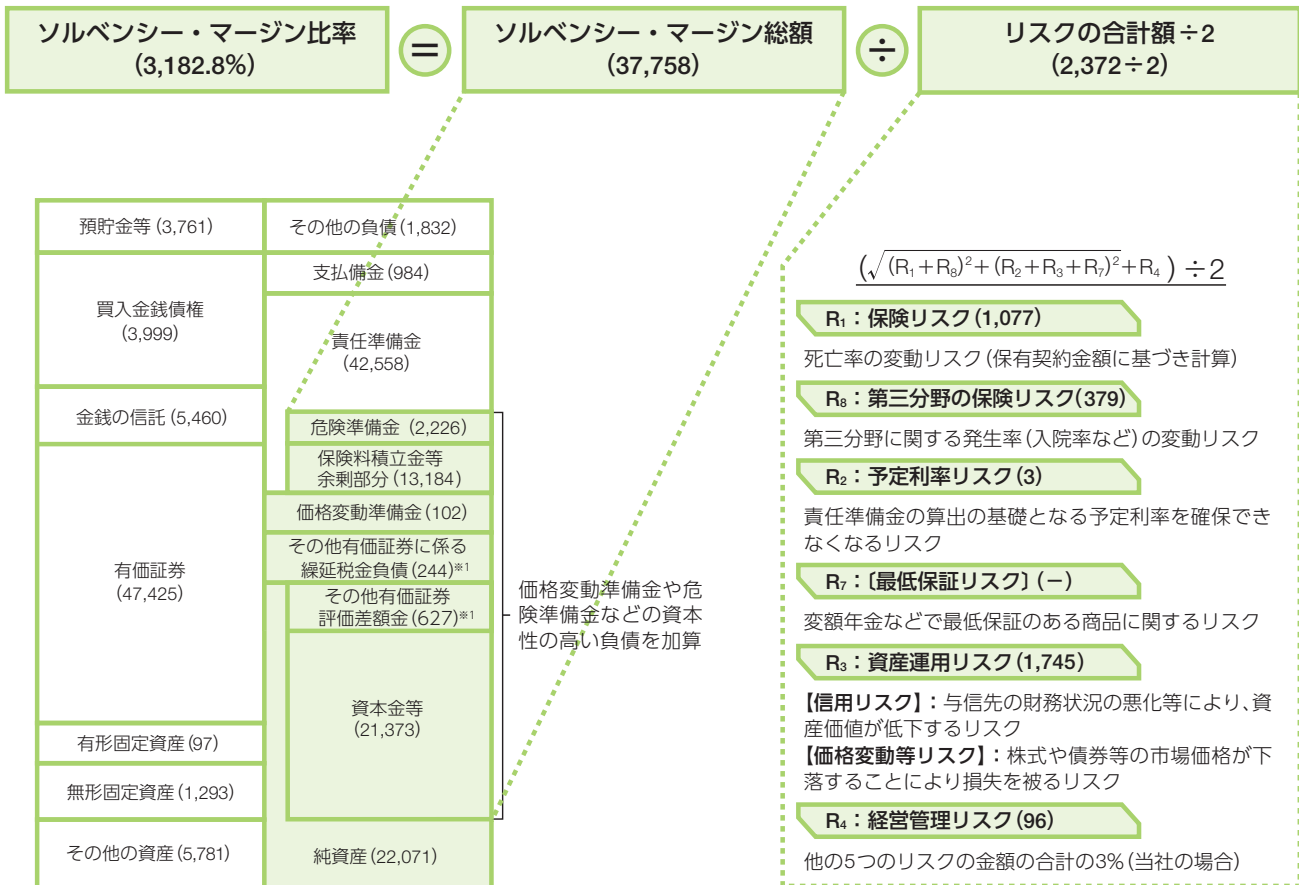 ソルベンシー・マージン比率
(3,182.8%)
=
ソルベンシー・マージン総額
(37,758)
÷
リスクの合計額÷2
(2,372÷2)
預貯金等(3,761)
買入金銭債権
(3,999)
金銭の信託(5,460)
有価証券
(47,425)
有形固定資産(97)
無形固定資産(1,293)
その他の資産(5,781)
その他の負債(1,832)
支払備金(984)
責任準備金
(42,558)
危険準備金(2,226)
保険料積立金等
余剰部分(13,184)
価格変動準備金(102)
その他有価証券に係る
繰延税金負債(244)※1
その他有価証券
評価差額金(627)※1
資本金等
(21,373)
純資産(22,071)
価格変動準備金や危
険準備金などの資本
性の高い負債を加算
(√(R₁+R₈)²+(R₂+R₃+R₇)²+R₄)÷2
R₁:保険リスク(1,077)
死亡率の変動リスク(保有契約金額に基づき計算)
R₈:第三分野の保険リスク(379)
第三分野に関する発生率(入院率など)の変動リスク
R₂:予定利率リスク(3)
責任準備金の算出の基礎となる予定利率を確保でき
なくなるリスク
R₇:〔最低保証リスク〕(-)
変額年金などで最低保証のある商品に関するリスク
R₃:資産運用リスク(1,745)
【信用リスク】:与信先の財務状況の悪化等により、資
産価値が低下するリスク
【価格変動等リスク】:株式や債券等の市場価格が下
落することにより損失を被るリスク
R₄:経営管理リスク(96)
他の5つのリスクの金額の合計の3%(当社の場合)